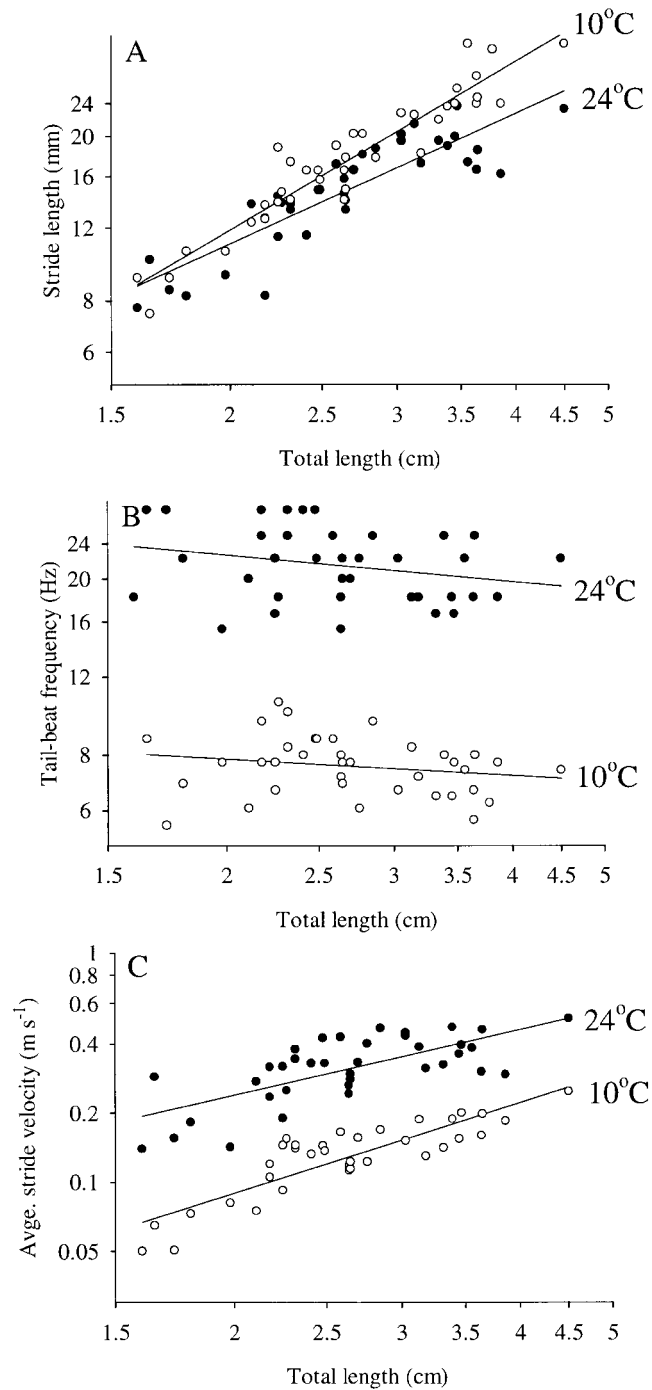 A
10°C
24°C
Stride length (mm)
24
20
16
12
8
6
1.5 2 2.5 3 3.5 4 4.5 5
Total length (cm)
B
24°C
10°C
Tail-beat frequency (Hz)
24
20
16
12
8
6
2 2.5 3 3.5 4 4.5 5
Total length (cm)
C
24°C
10°C
Avge. stride velocity (m s⁻¹)
1
0.8
0.6
0.4
0.2
0.1
0.05
1.5 2 2.5 3 3.5 4 4.5 5
Total length (cm)